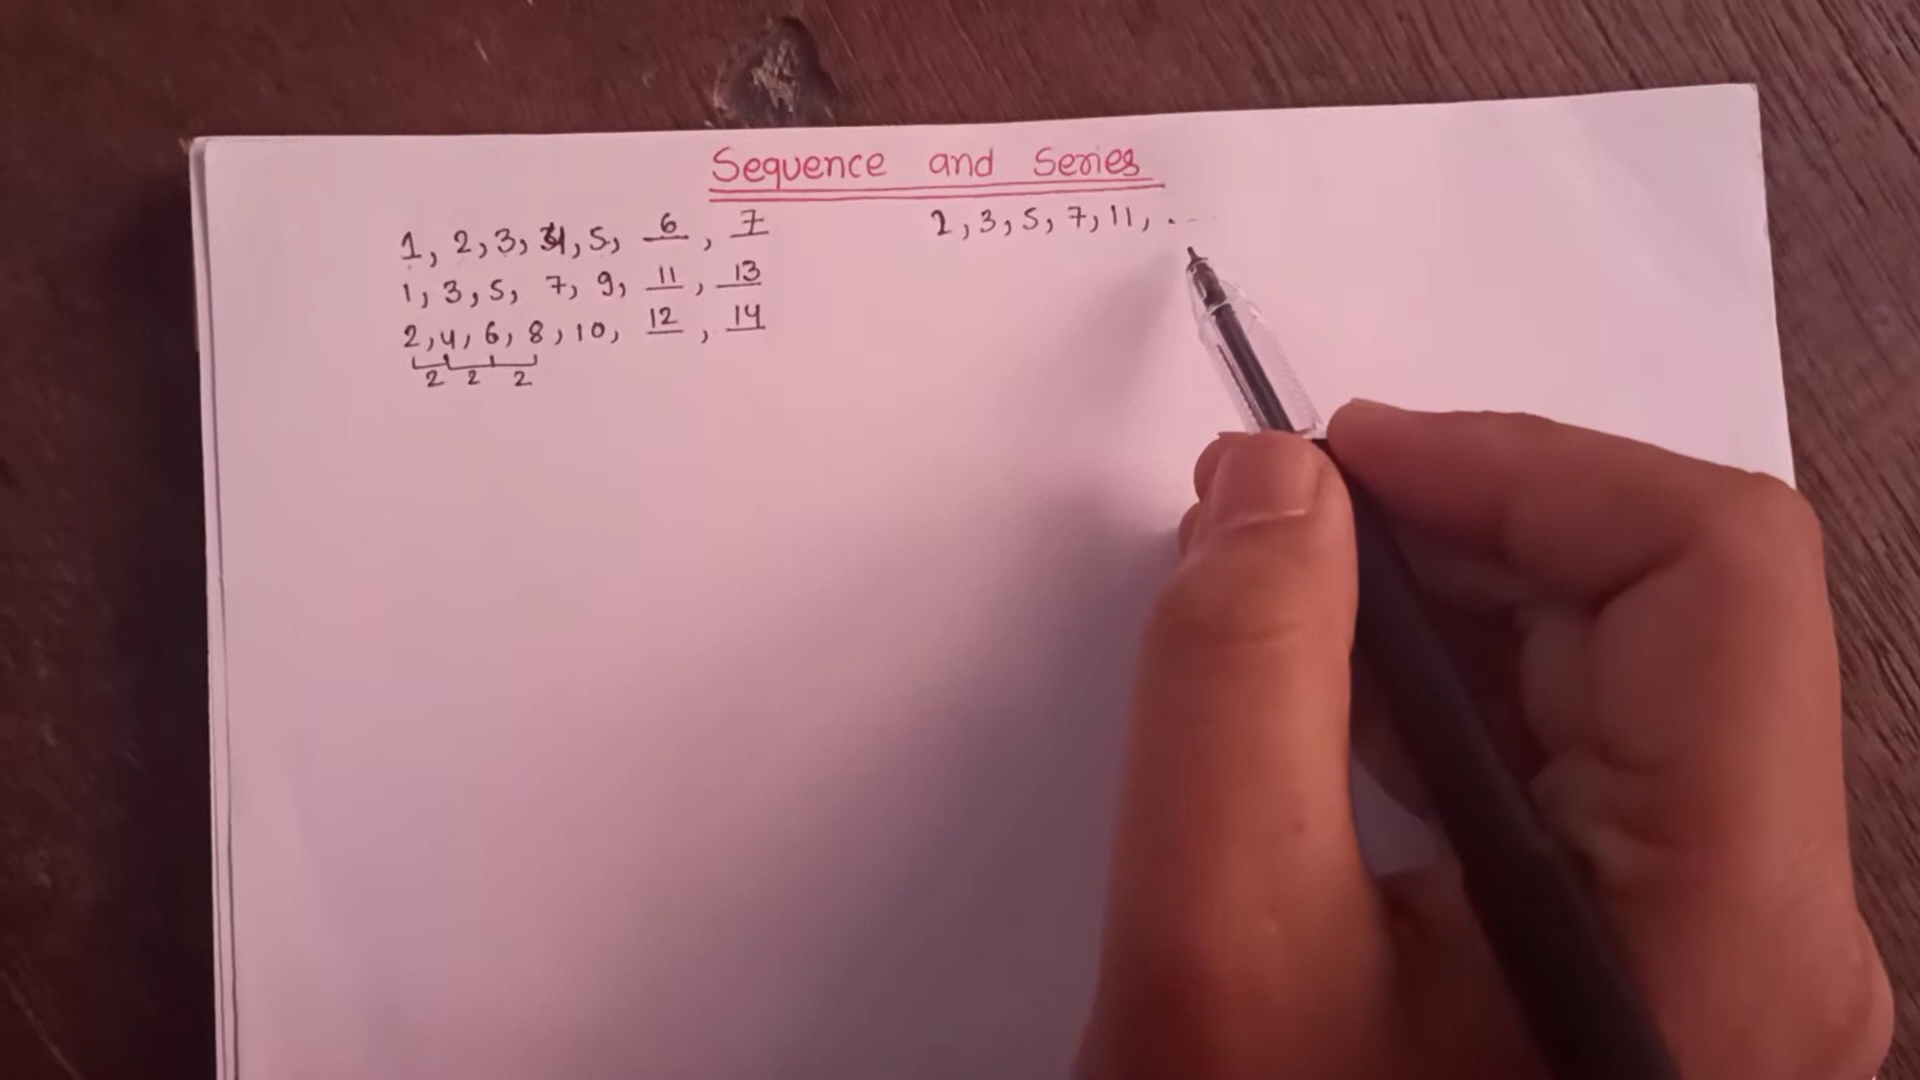 Sequence and Series
1, 2, 3, 4, 5, 6, 7
1, 3, 5, 7, 9, 11, 13
2, 4, 6, 8, 10, 12, 14
2 2 2
2, 3, 5, 7, 11, ....